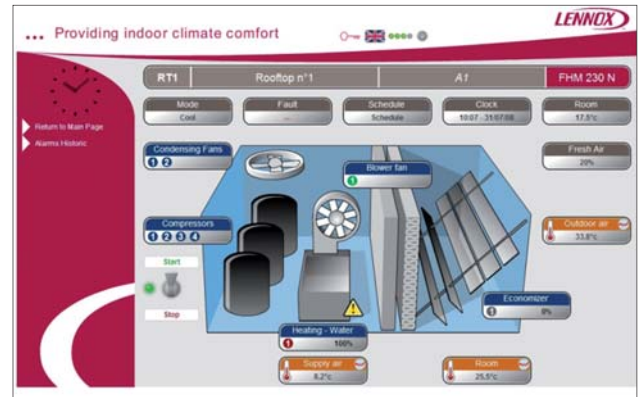 LENNOX
... Providing indoor climate comfort
RT1 Rooftop n°1 A1 FHM 230 N
Mode Fault Schedule Clock Room
Cool ... Schedule 10:07 - 31/07/08 17.5°c
Return to Main Page
Alarms Historic
Condensing Fans
1 2
Blower fan
1
Fresh Air
20%
Compressors
1 2 3 4
Outdoor air
33.8°c
Start
Stop
Economizer
1 0%
Heating - Water
1 100%
Supply air
8.2°c
Room
25.5°c